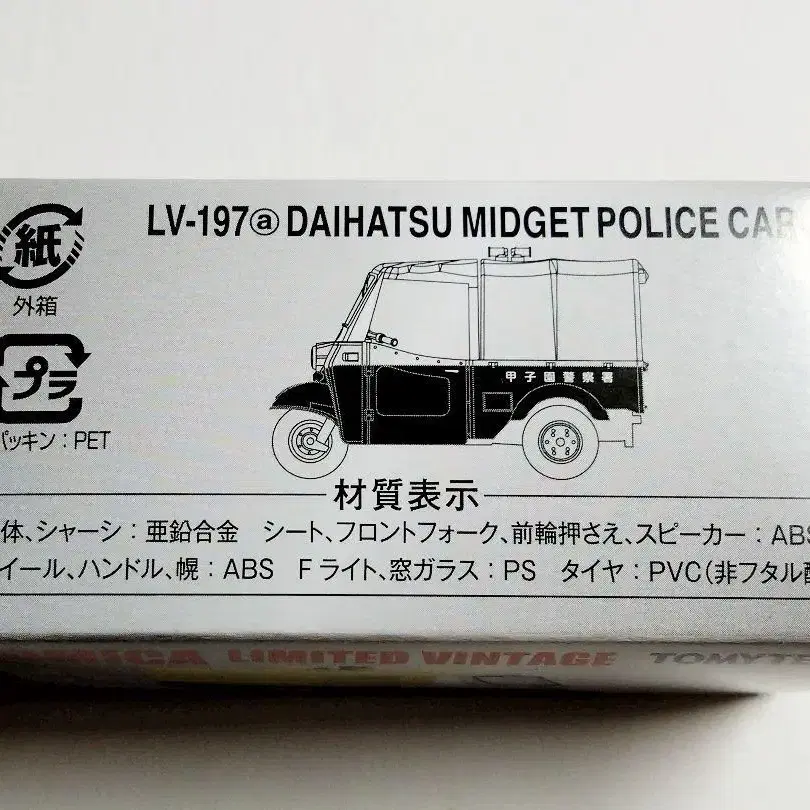 LV-197ⓐ DAIHATSU MIDGET POLICE CAR
紙
外箱
プラ
パッキン：PET
甲子園警察署
材質表示
体、シャーシ：亜鉛合金 シート、フロントフォーク、前輪押さえ、スピーカー：ABS
イール、ハンドル、幌：ABS Fライト、窓ガラス：PS タイヤ：PVC（非フタル酸
LIMITED VINTAGE TOMYTE